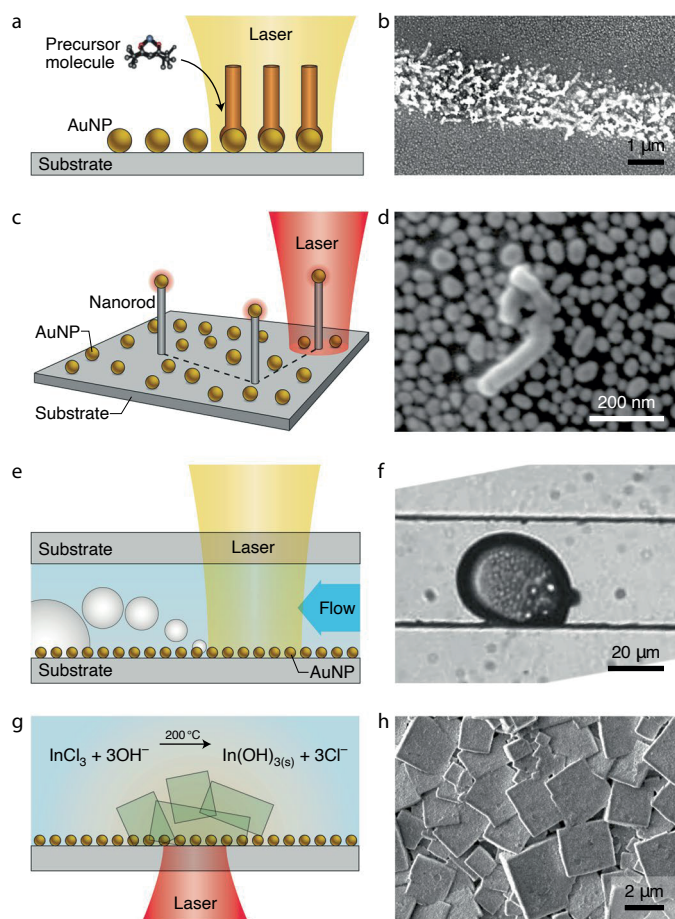 a
Precursor
molecule
Laser
AuNP
Substrate
b
1 µm
c
Laser
Nanorod
AuNP
Substrate
d
200 nm
e
Substrate
Laser
Flow
Substrate
AuNP
f
20 µm
g
200 °C
InCl₃ + 3OH⁻ → In(OH)₃₍ₛ₎ + 3Cl⁻
Laser
h
2 µm